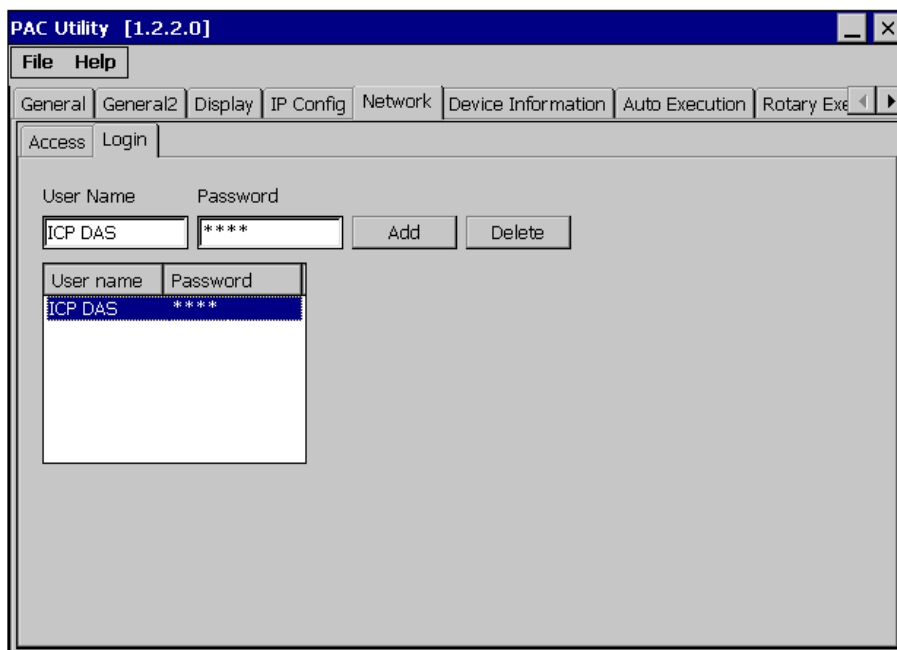 PAC Utility [1.2.2.0]
File Help
General General2 Display IP Config Network Device Information Auto Execution Rotary Exe
Access Login
User Name Password
ICP DAS **** Add Delete
User name Password
ICP DAS ****